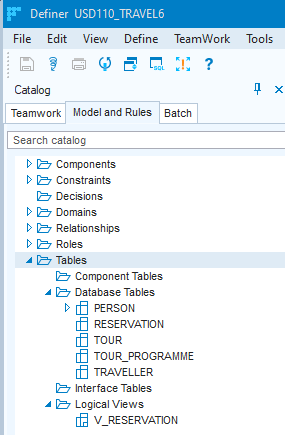 Definer USD110_TRAVEL6
File Edit View Define TeamWork Tools
Catalog
Teamwork Model and Rules Batch
Search catalog
Components
Constraints
Decisions
Domains
Relationships
Roles
Tables
Component Tables
Database Tables
PERSON
RESERVATION
TOUR
TOUR_PROGRAMME
TRAVELLER
Interface Tables
Logical Views
V_RESERVATION